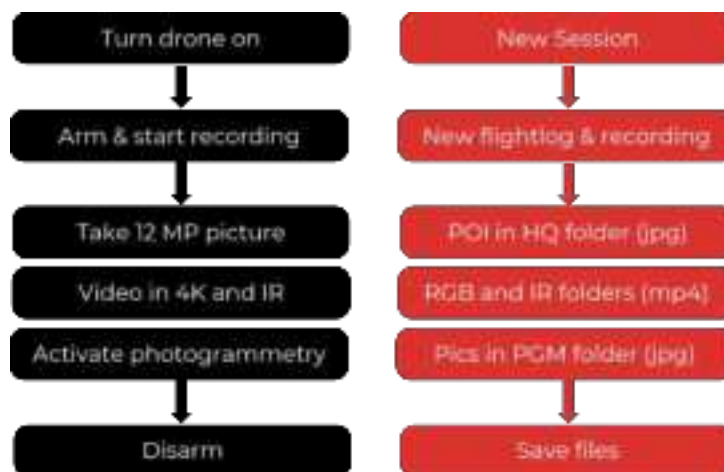 Turn drone on
New Session
Arm & start recording
New flightlog & recording
Take 12 MP picture
POI in HQ folder (jpg)
Video in 4K and IR
RGB and IR folders (mp4)
Activate photogrammetry
Pics in PGM folder (jpg)
Disarm
Save files